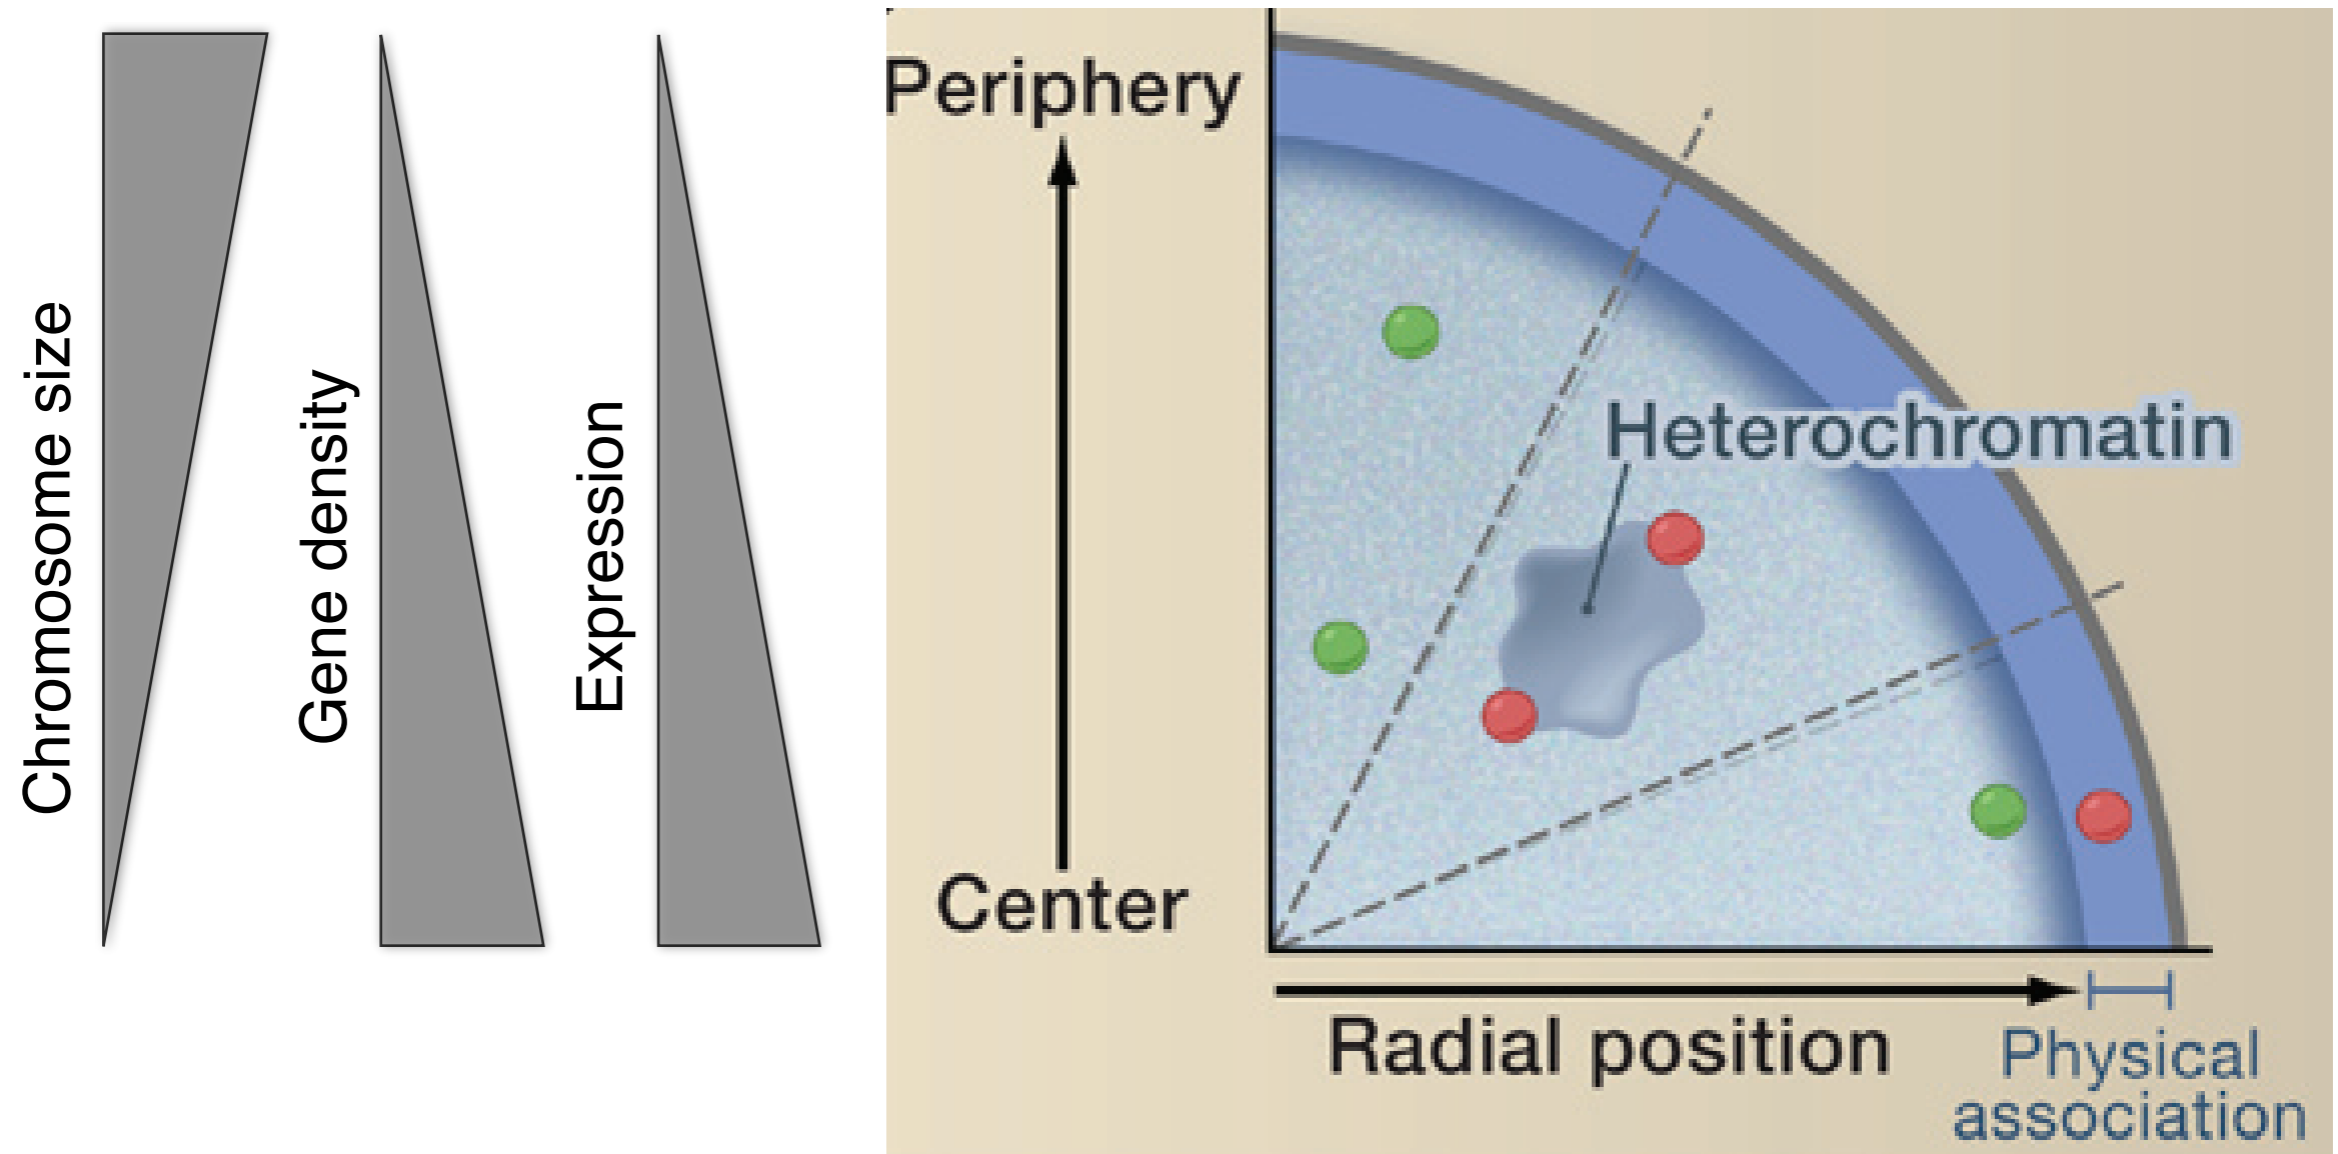 Chromosome size
Gene density
Expression
Periphery
Center
Heterochromatin
Radial position
Physical
association